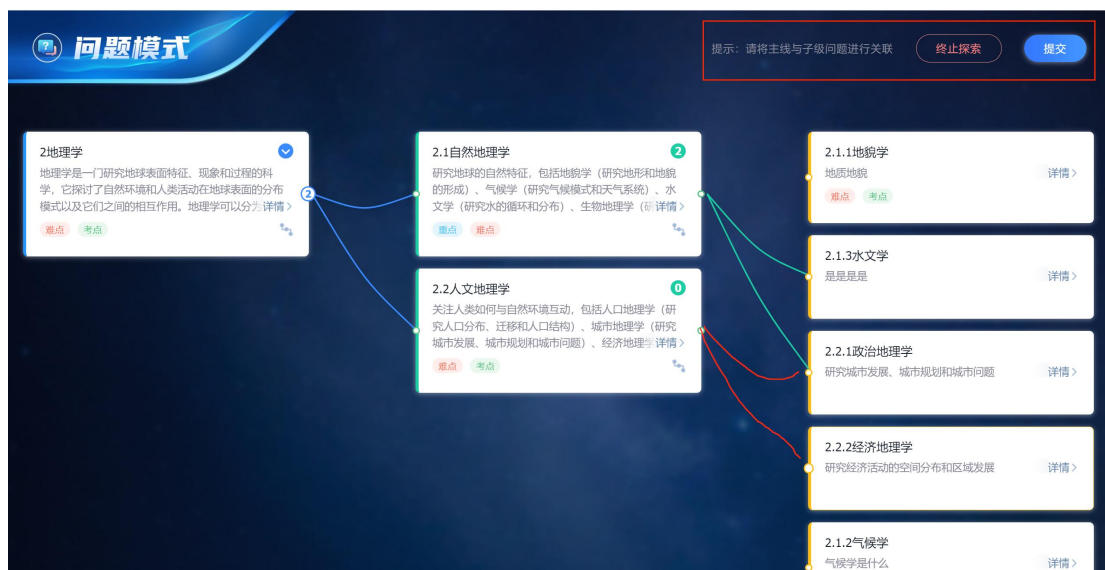 问题模式
提示：请将主线与子级问题进行关联
终止探索
提交
2地理学
地理学是一门研究地球表面特征、现象和过程的科
学，它探讨了自然环境和人类活动在地球表面的分布
模式以及它们之间的相互作用。地理学可以分为详情>
难点 考点
2
2.1自然地理学
2
研究地球的自然特征，包括地貌学（研究地形和地貌
的形成）、气候学（研究气候模式和天气系统）、水
文学（研究水的循环和分布）、生物地理学（研详情>
重点 难点
2.2人文地理学
0
关注人类如何与自然环境互动，包括人口地理学（研
究人口分布、迁移和人口结构）、城市地理学（研究
城市发展、城市规划和城市问题）、经济地理学详情>
难点 考点
2.1.1地貌学
地质地貌 详情>
难点 考点
2.1.3水文学
是是是是 详情>
2.2.1政治地理学
研究城市发展、城市规划和城市问题 详情>
2.2.2经济地理学
研究经济活动的空间分布和区域发展 详情>
2.1.2气候学
气候学是什么 详情>